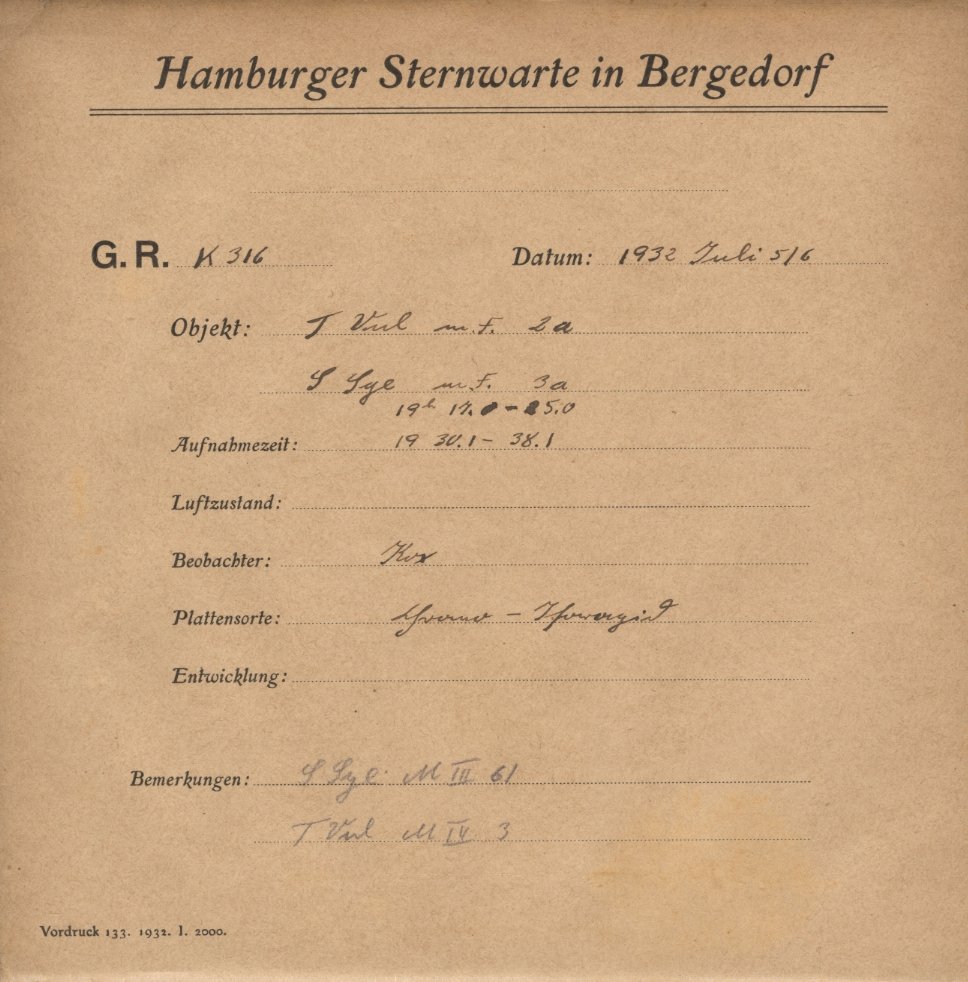 Hamburger Sternwarte in Bergedorf
G. R. K 316
Datum: 1932 Juli 5/6
Objekt: T Vul m. F. 2a
S Sge m. F. 3a
19h 17.0 - 25.0
Aufnahmezeit: 19 30.1 - 38.1
Luftzustand:
Beobachter: Kox
Plattensorte: Chromo - Isorapid
Entwicklung:
Bemerkungen: S Sge M III 61
T Vul M IV 3
Vordruck 133. 1932. I. 2000.